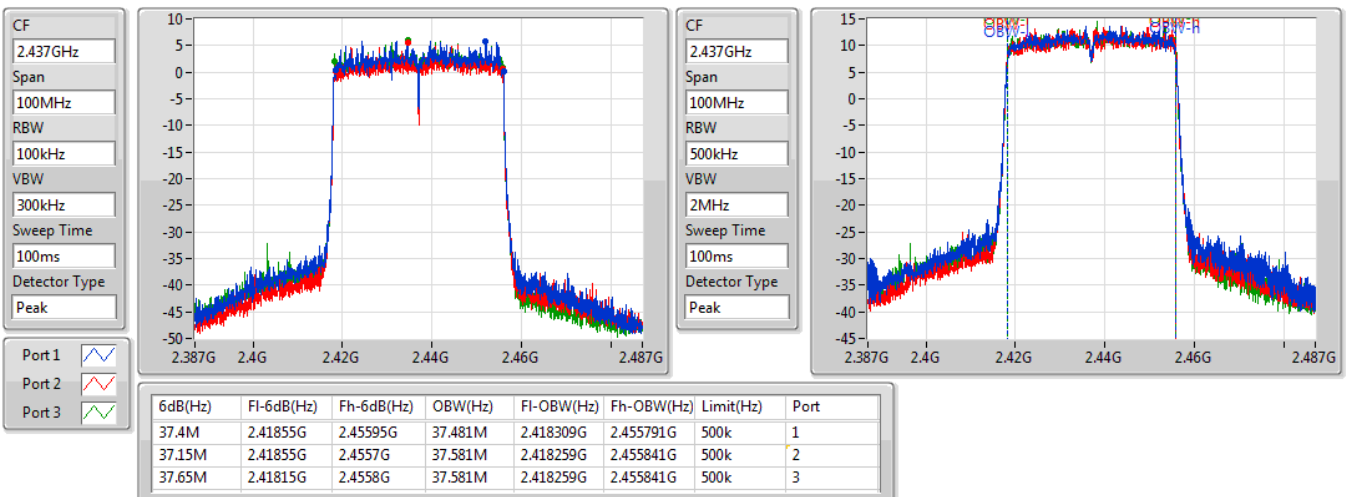 CF
2.437GHz
Span
100MHz
RBW
100kHz
VBW
300kHz
Sweep Time
100ms
Detector Type
Peak
10
5
0
-5
-10
-15
-20
-25
-30
-35
-40
-45
-50
2.387G 2.4G 2.42G 2.44G 2.46G 2.487G
CF
2.437GHz
Span
100MHz
RBW
500kHz
VBW
2MHz
Sweep Time
100ms
Detector Type
Peak
15
10
5
0
-5
-10
-15
-20
-25
-30
-35
-40
-45
2.387G 2.4G 2.42G 2.44G 2.46G 2.487G
Port 1
Port 2
Port 3
6dB(Hz) Fl-6dB(Hz) Fh-6dB(Hz) OBW(Hz) Fl-OBW(Hz) Fh-OBW(Hz) Limit(Hz) Port
37.4M 2.41855G 2.45595G 37.481M 2.418309G 2.455791G 500k 1
37.15M 2.41855G 2.4557G 37.581M 2.418259G 2.455841G 500k 2
37.65M 2.41815G 2.4558G 37.581M 2.418259G 2.455841G 500k 3